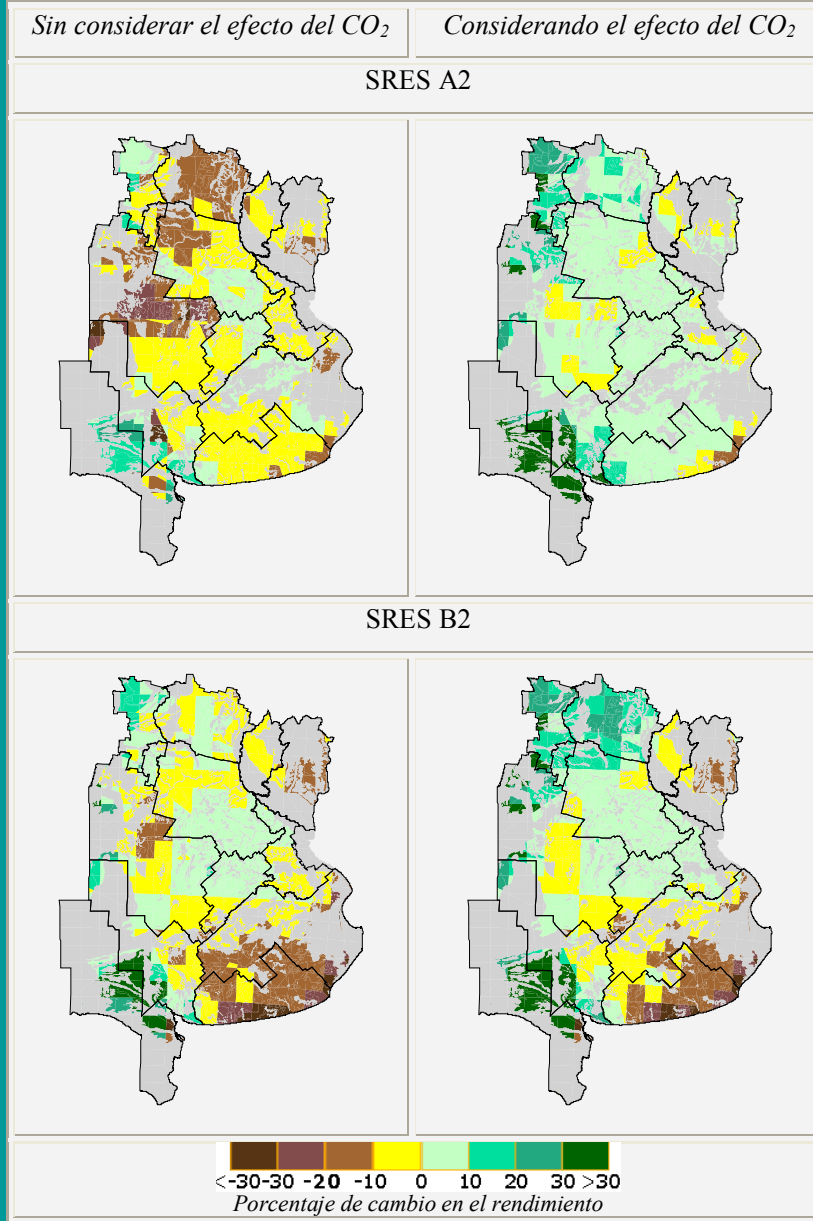 Sin considerar el efecto del CO₂
Considerando el efecto del CO₂
SRES A2
SRES B2
<-30-30 -20 -10 0 10 20 30 >30
Porcentaje de cambio en el rendimiento